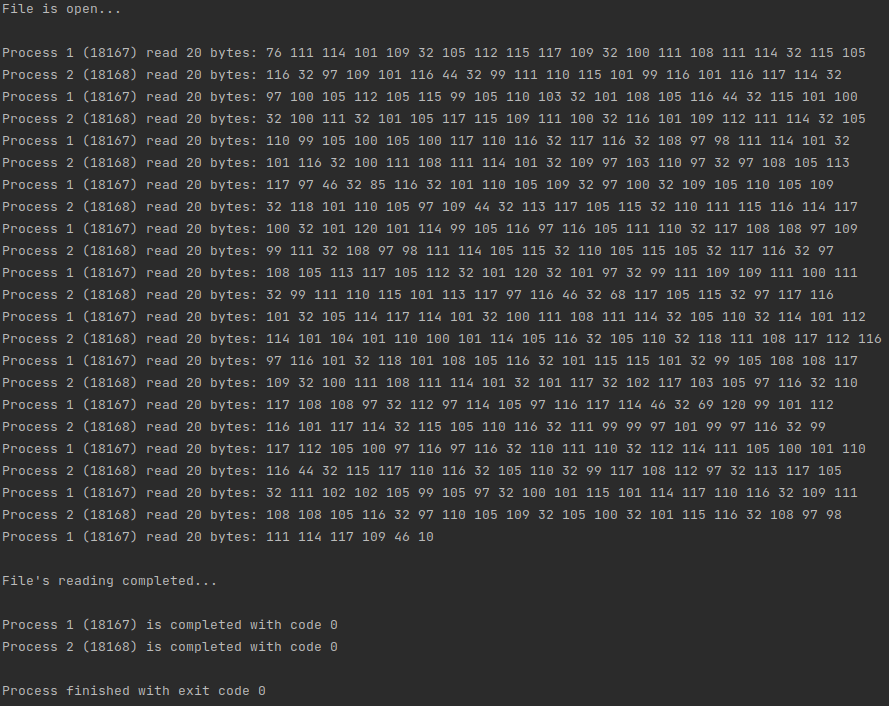 File is open...
Process 1 (18167) read 20 bytes: 76 111 114 101 109 32 105 112 115 117 109 32 100 111 108 111 114 32 115 105
Process 2 (18168) read 20 bytes: 116 32 97 109 101 116 44 32 99 111 110 115 101 99 116 101 116 117 114 32
Process 1 (18167) read 20 bytes: 97 100 105 112 105 115 99 105 110 103 32 101 108 105 116 44 32 115 101 100
Process 2 (18168) read 20 bytes: 32 100 111 32 101 105 117 115 109 111 100 32 116 101 109 112 111 114 32 105
Process 1 (18167) read 20 bytes: 110 99 105 100 105 100 117 110 116 32 117 116 32 108 97 98 111 114 101 32
Process 2 (18168) read 20 bytes: 101 116 32 100 111 108 111 114 101 32 109 97 103 110 97 32 97 108 105 113
Process 1 (18167) read 20 bytes: 117 97 46 32 85 116 32 101 110 105 109 32 97 100 32 109 105 110 105 109
Process 2 (18168) read 20 bytes: 32 118 101 110 105 97 109 44 32 113 117 105 115 32 110 111 115 116 114 117
Process 1 (18167) read 20 bytes: 100 32 101 120 101 114 99 105 116 97 116 105 111 110 32 117 108 108 97 109
Process 2 (18168) read 20 bytes: 99 111 32 108 97 98 111 114 105 115 32 110 105 115 105 32 117 116 32 97
Process 1 (18167) read 20 bytes: 108 105 113 117 105 112 32 101 120 32 101 97 32 99 111 109 109 111 100 111
Process 2 (18168) read 20 bytes: 32 99 111 110 115 101 113 117 97 116 46 32 68 117 105 115 32 97 117 116
Process 1 (18167) read 20 bytes: 101 32 105 114 117 114 101 32 100 111 108 111 114 32 105 110 32 114 101 112
Process 2 (18168) read 20 bytes: 114 101 104 101 110 100 101 114 105 116 32 105 110 32 118 111 108 117 112 116
Process 1 (18167) read 20 bytes: 97 116 101 32 118 101 108 105 116 32 101 115 115 101 32 99 105 108 108 117
Process 2 (18168) read 20 bytes: 109 32 100 111 108 111 114 101 32 101 117 32 102 117 103 105 97 116 32 110
Process 1 (18167) read 20 bytes: 117 108 108 97 32 112 97 114 105 97 116 117 114 46 32 69 120 99 101 112
Process 2 (18168) read 20 bytes: 116 101 117 114 32 115 105 110 116 32 111 99 99 97 101 99 97 116 32 99
Process 1 (18167) read 20 bytes: 117 112 105 100 97 116 97 116 32 110 111 110 32 112 114 111 105 100 101 110
Process 2 (18168) read 20 bytes: 116 44 32 115 117 110 116 32 105 110 32 99 117 108 112 97 32 113 117 105
Process 1 (18167) read 20 bytes: 32 111 102 102 105 99 105 97 32 100 101 115 101 114 117 110 116 32 109 111
Process 2 (18168) read 20 bytes: 108 108 105 116 32 97 110 105 109 32 105 100 32 101 115 116 32 108 97 98
Process 1 (18167) read 20 bytes: 111 114 117 109 46 10
File's reading completed...
Process 1 (18167) is completed with code 0
Process 2 (18168) is completed with code 0
Process finished with exit code 0